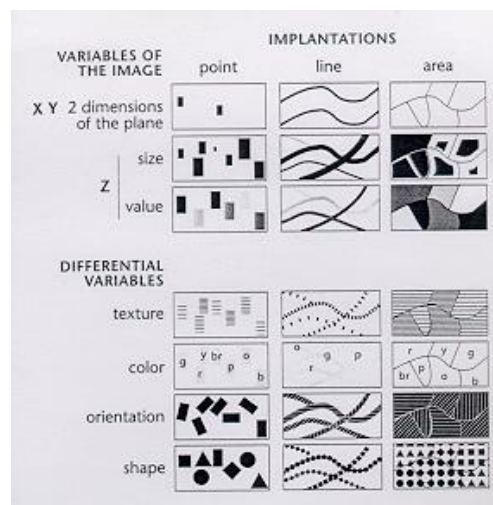 IMPLANTATIONS
VARIABLES OF
THE IMAGE
point line area
X Y 2 dimensions
of the plane
size
Z
value
DIFFERENTIAL
VARIABLES
texture
color
g y br o r p b
o g p r
r y g br p o b
orientation
shape